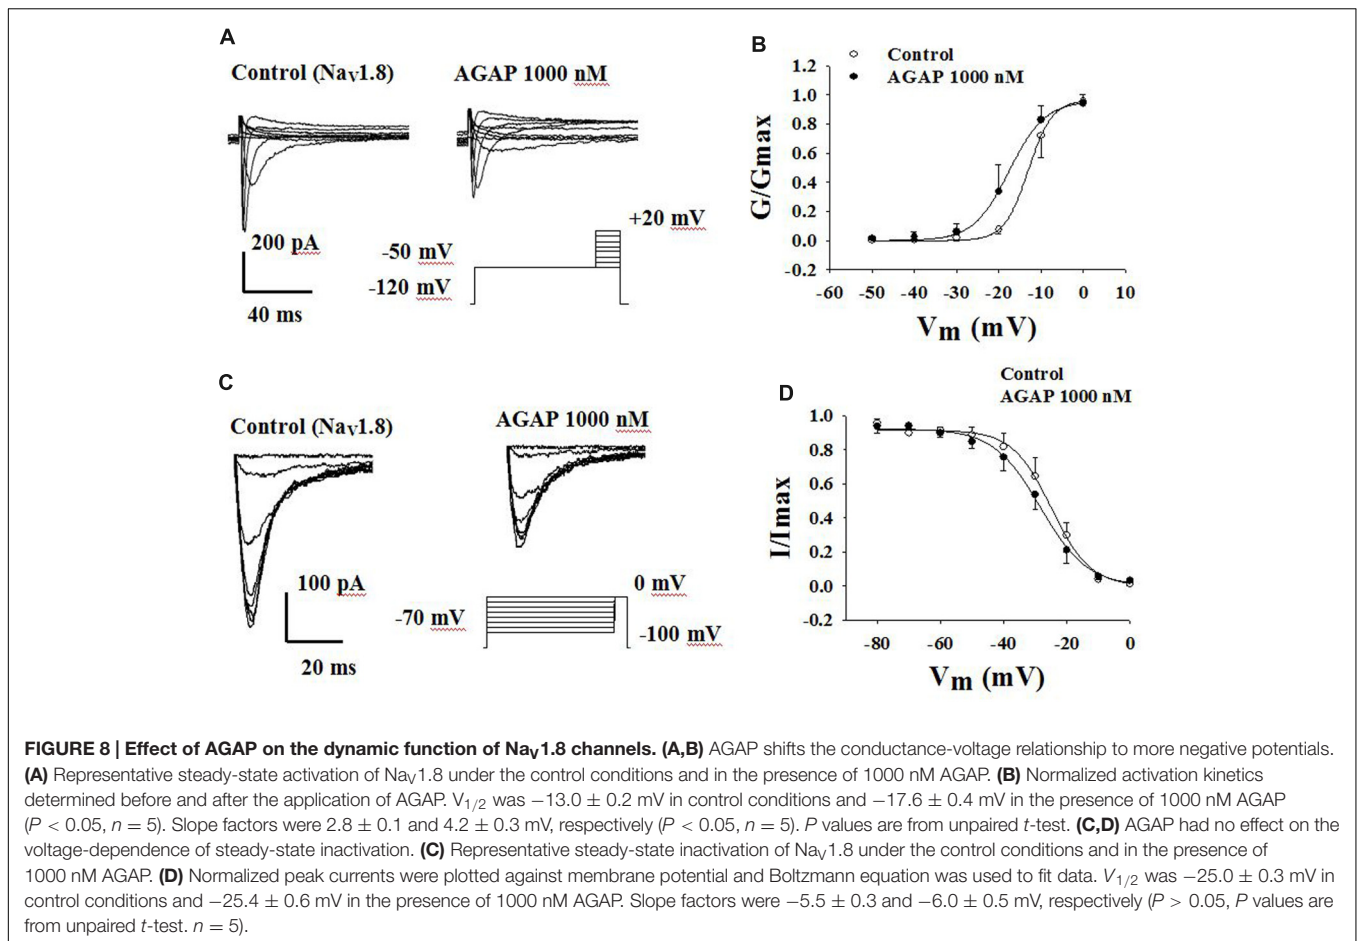 A
Control (NaV1.8)
AGAP 1000 nM
200 pA
40 ms
+20 mV
-50 mV
-120 mV
B
Control
AGAP 1000 nM
1.2
1.0
0.8
0.6
0.4
0.2
0.0
-0.2
G/Gmax
-60 -50 -40 -30 -20 -10 0 10
Vm (mV)
C
Control (NaV1.8)
AGAP 1000 nM
100 pA
20 ms
0 mV
-70 mV
-100 mV
D
Control
AGAP 1000 nM
1.0
0.8
0.6
0.4
0.2
0.0
-0.2
I/Imax
-80 -60 -40 -20 0
Vm (mV)
FIGURE 8 | Effect of AGAP on the dynamic function of NaV1.8 channels. (A,B) AGAP shifts the conductance-voltage relationship to more negative potentials.
(A) Representative steady-state activation of NaV1.8 under the control conditions and in the presence of 1000 nM AGAP. (B) Normalized activation kinetics
determined before and after the application of AGAP. V1/2 was −13.0 ± 0.2 mV in control conditions and −17.6 ± 0.4 mV in the presence of 1000 nM AGAP
(P < 0.05, n = 5). Slope factors were 2.8 ± 0.1 and 4.2 ± 0.3 mV, respectively (P < 0.05, n = 5). P values are from unpaired t-test. (C,D) AGAP had no effect on the
voltage-dependence of steady-state inactivation. (C) Representative steady-state inactivation of NaV1.8 under the control conditions and in the presence of
1000 nM AGAP. (D) Normalized peak currents were plotted against membrane potential and Boltzmann equation was used to fit data. V1/2 was −25.0 ± 0.3 mV in
control conditions and −25.4 ± 0.6 mV in the presence of 1000 nM AGAP. Slope factors were −5.5 ± 0.3 and −6.0 ± 0.5 mV, respectively (P > 0.05, P values are
from unpaired t-test. n = 5).